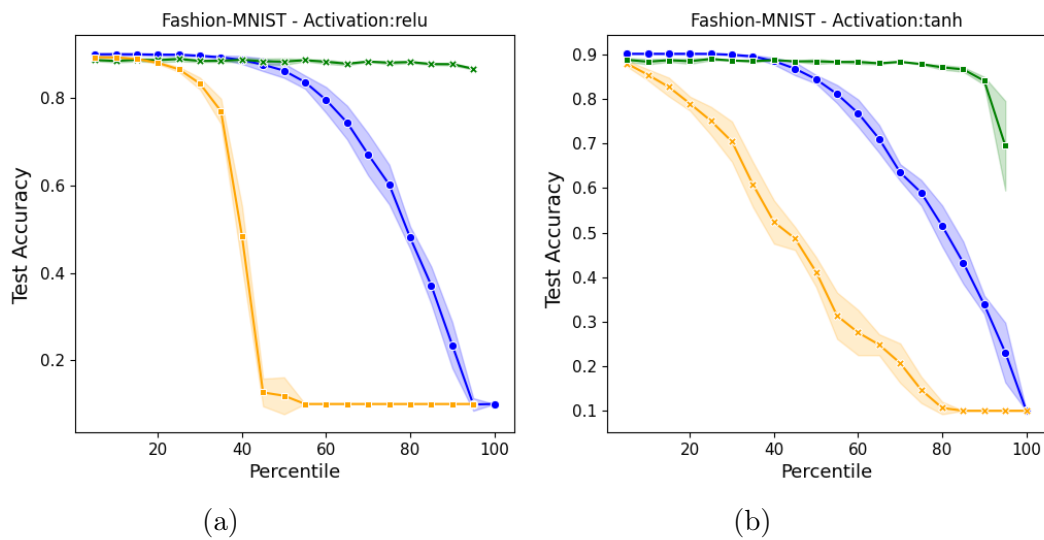 Fashion-MNIST - Activation:relu
Test Accuracy
0.8
0.6
0.4
0.2
20
40
60
80
100
Percentile
(a)
Fashion-MNIST - Activation:tanh
Test Accuracy
0.9
0.8
0.7
0.6
0.5
0.4
0.3
0.2
0.1
20
40
60
80
100
Percentile
(b)